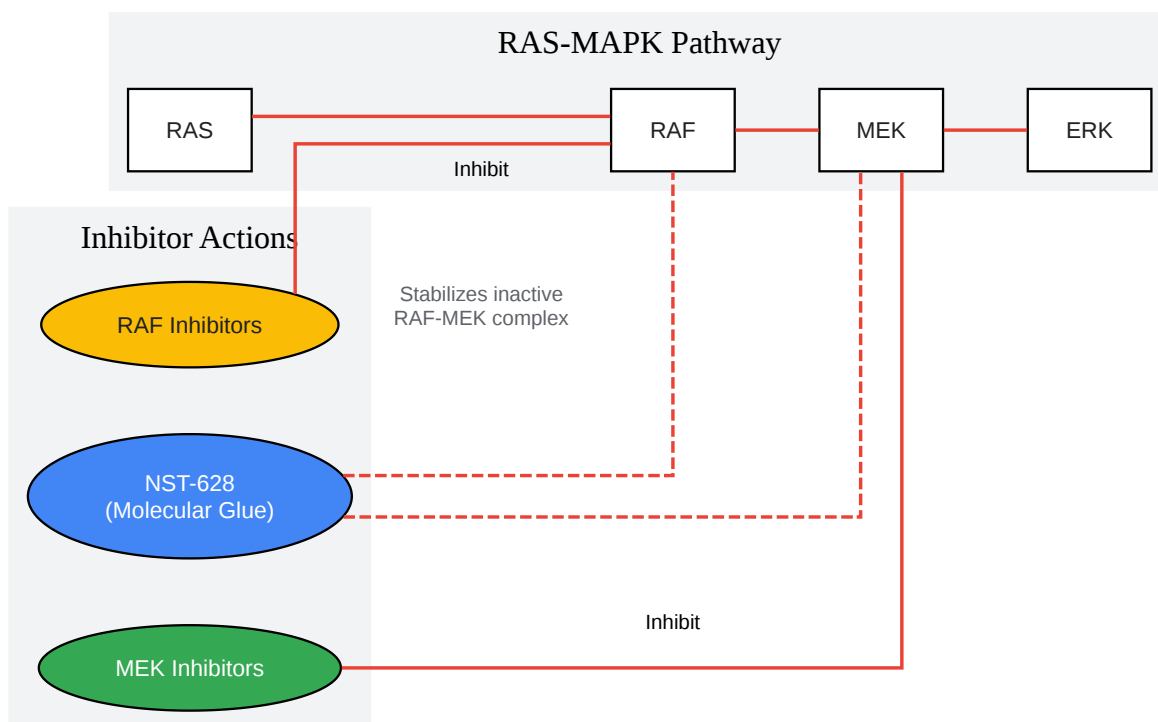 RAS-MAPK Pathway
RAS
RAF
MEK
ERK
Inhibit
Inhibitor Actions
Stabilizes inactive
RAF-MEK complex
RAF Inhibitors
NST-628
(Molecular Glue)
Inhibit
MEK Inhibitors